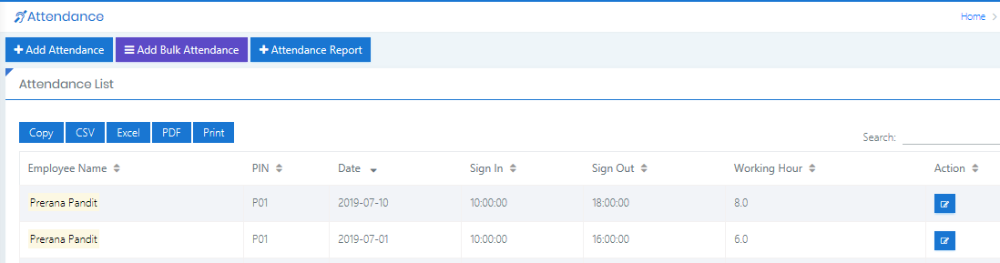 Attendance
Home
Add Attendance Add Bulk Attendance Attendance Report
Attendance List
Copy CSV Excel PDF Print
Search:
Employee Name PIN Date Sign In Sign Out Working Hour Action
Prerana Pandit P01 2019-07-10 10:00:00 18:00:00 8.0
Prerana Pandit P01 2019-07-01 10:00:00 16:00:00 6.0